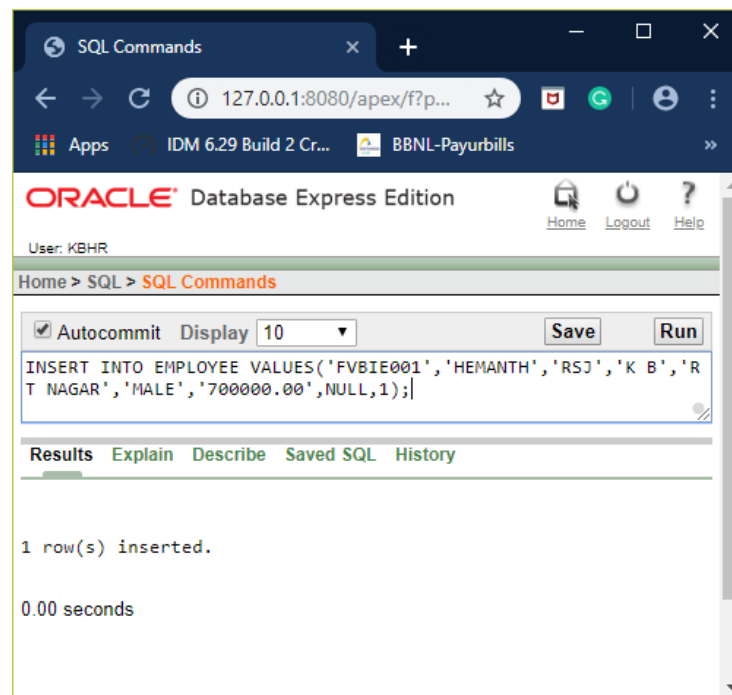 SQL Commands
127.0.0.1:8080/apex/f?p...
Apps
IDM 6.29 Build 2 Cr...
BBNL-Payurbills
»
ORACLE® Database Express Edition
Home
Logout
Help
User: KBHR
Home > SQL > SQL Commands
Autocommit Display 10
Save
Run
INSERT INTO EMPLOYEE VALUES('FVBIE001','HEMANTH','RSJ','K B','R
T NAGAR','MALE','700000.00',NULL,1);
Results Explain Describe Saved SQL History
1 row(s) inserted.
0.00 seconds